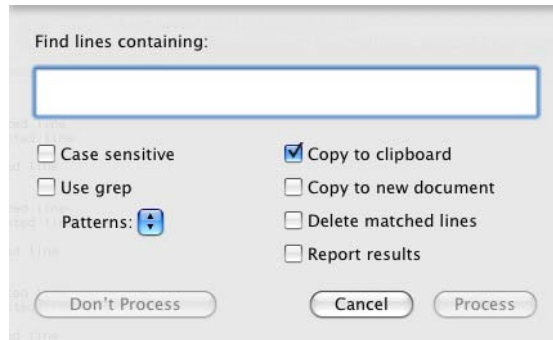 Find lines containing:
Case sensitive
Use grep
Patterns:
Copy to clipboard
Copy to new document
Delete matched lines
Report results
Don't Process
Cancel
Process